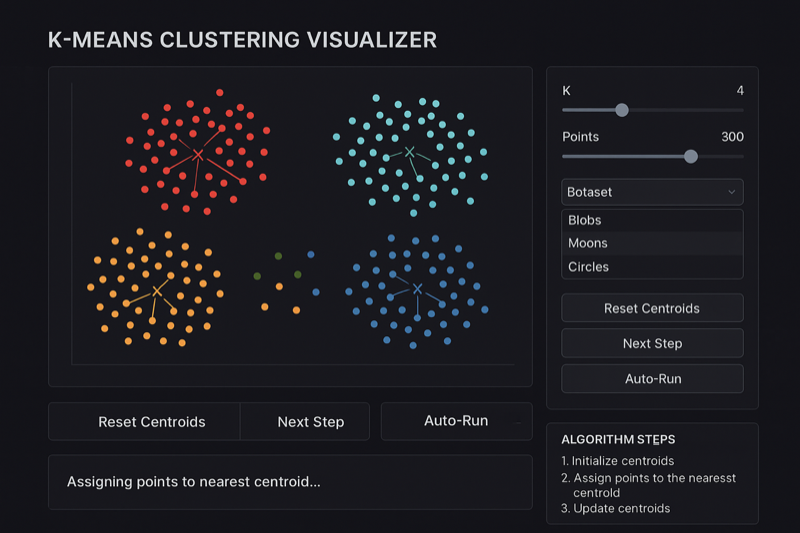 K-MEANS CLUSTERING VISUALIZER
K 4
Points 300
Botaset
Blobs
Moons
Circles
Reset Centroids
Next Step
Auto-Run
Reset Centroids
Next Step
Auto-Run
Assigning points to nearest centroid...
ALGORITHM STEPS
1. Initialize centroids
2. Assign points to the nearesst
centrold
3. Update centroids